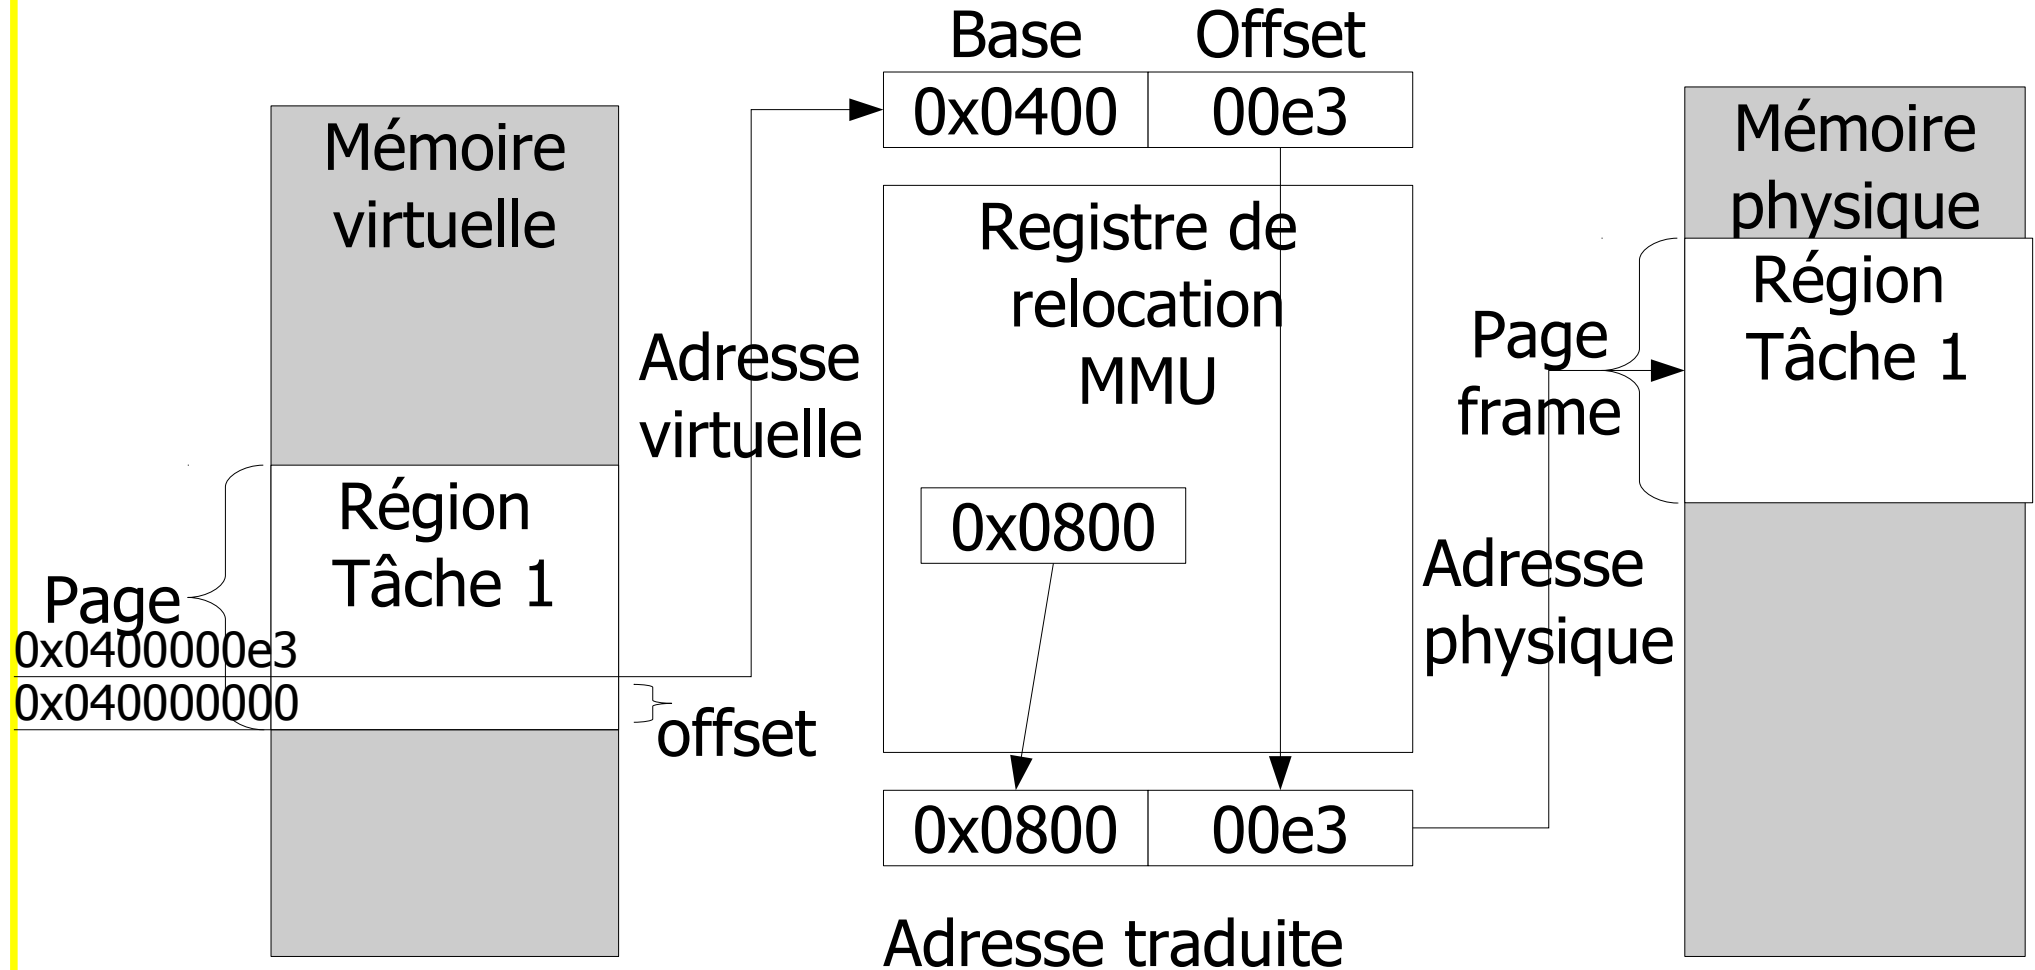 Base
Offset
0x0400
00e3
Mémoire
virtuelle
Registre de
relocation
MMU
Mémoire
physique
Région
Tâche 1
Adresse
virtuelle
Page
frame
Région
Tâche 1
0x0800
Page
0x0400000e3
0x040000000
offset
Adresse
physique
0x0800
00e3
Adresse traduite